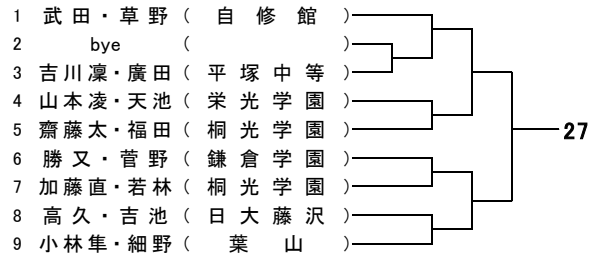 1 武田・草野 ( 自修館 )
2 bye ( )
3 吉川凜・廣田 ( 平塚中等 )
4 山本凌・天池 ( 栄光学園 )
5 齋藤太・福田 ( 桐光学園 )
6 勝又・菅野 ( 鎌倉学園 )
7 加藤直・若林 ( 桐光学園 )
8 高久・吉池 ( 日大藤沢 )
9 小林隼・細野 ( 葉山 )
27